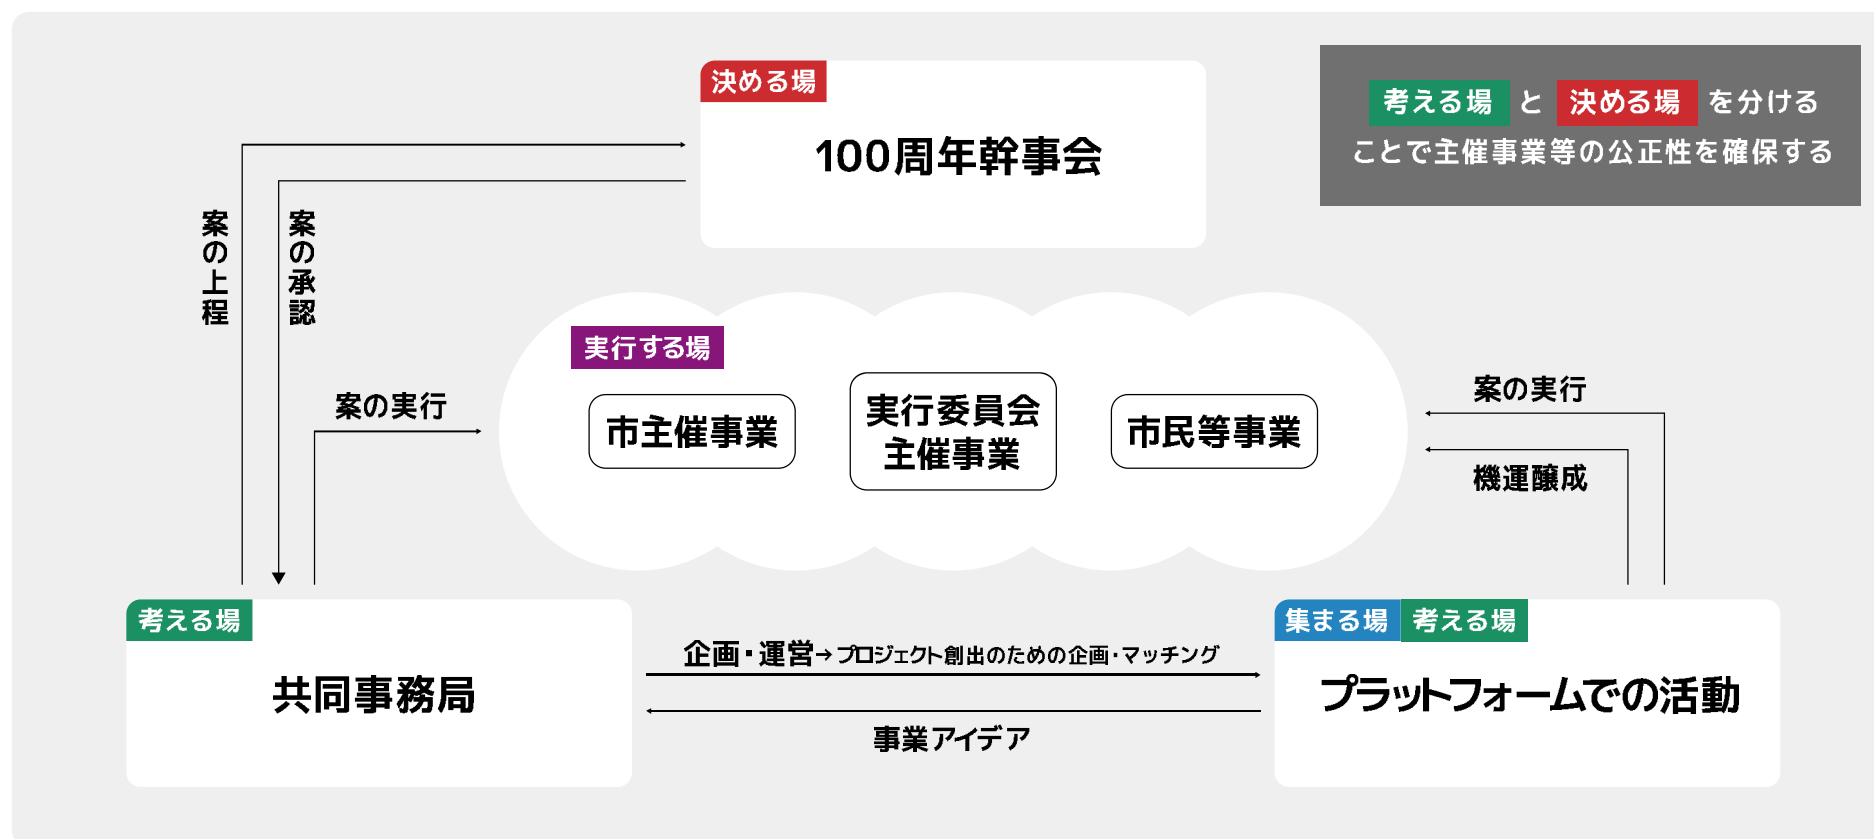 決める場
100周年幹事会
考える場 と 決める場 を分ける
ことで主催事業等の公正性を確保する
案の上程
案の承認
実行する場
市主催事業
実行委員会
主催事業
市民等事業
案の実行
案の実行
機運醸成
考える場
共同事務局
企画・運営→プロジェクト創出のための企画・マッチング
事業アイデア
集まる場 考える場
プラットフォームでの活動